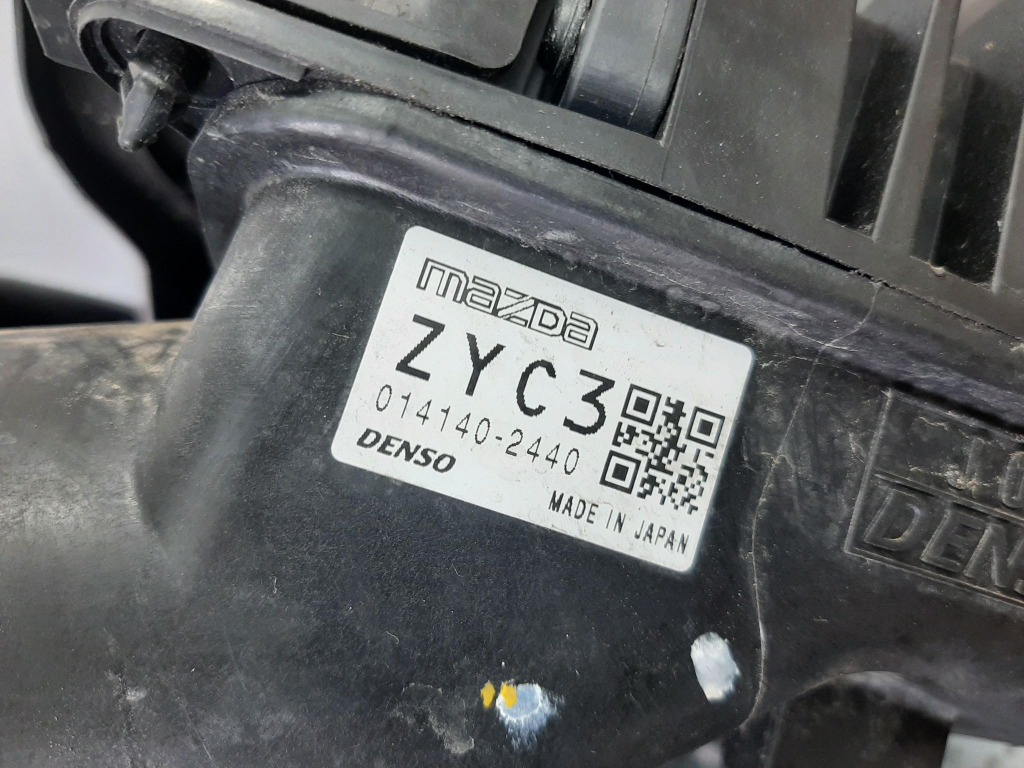 mazda
ZYC3
014140-2440
DENSO
MADE IN JAPAN